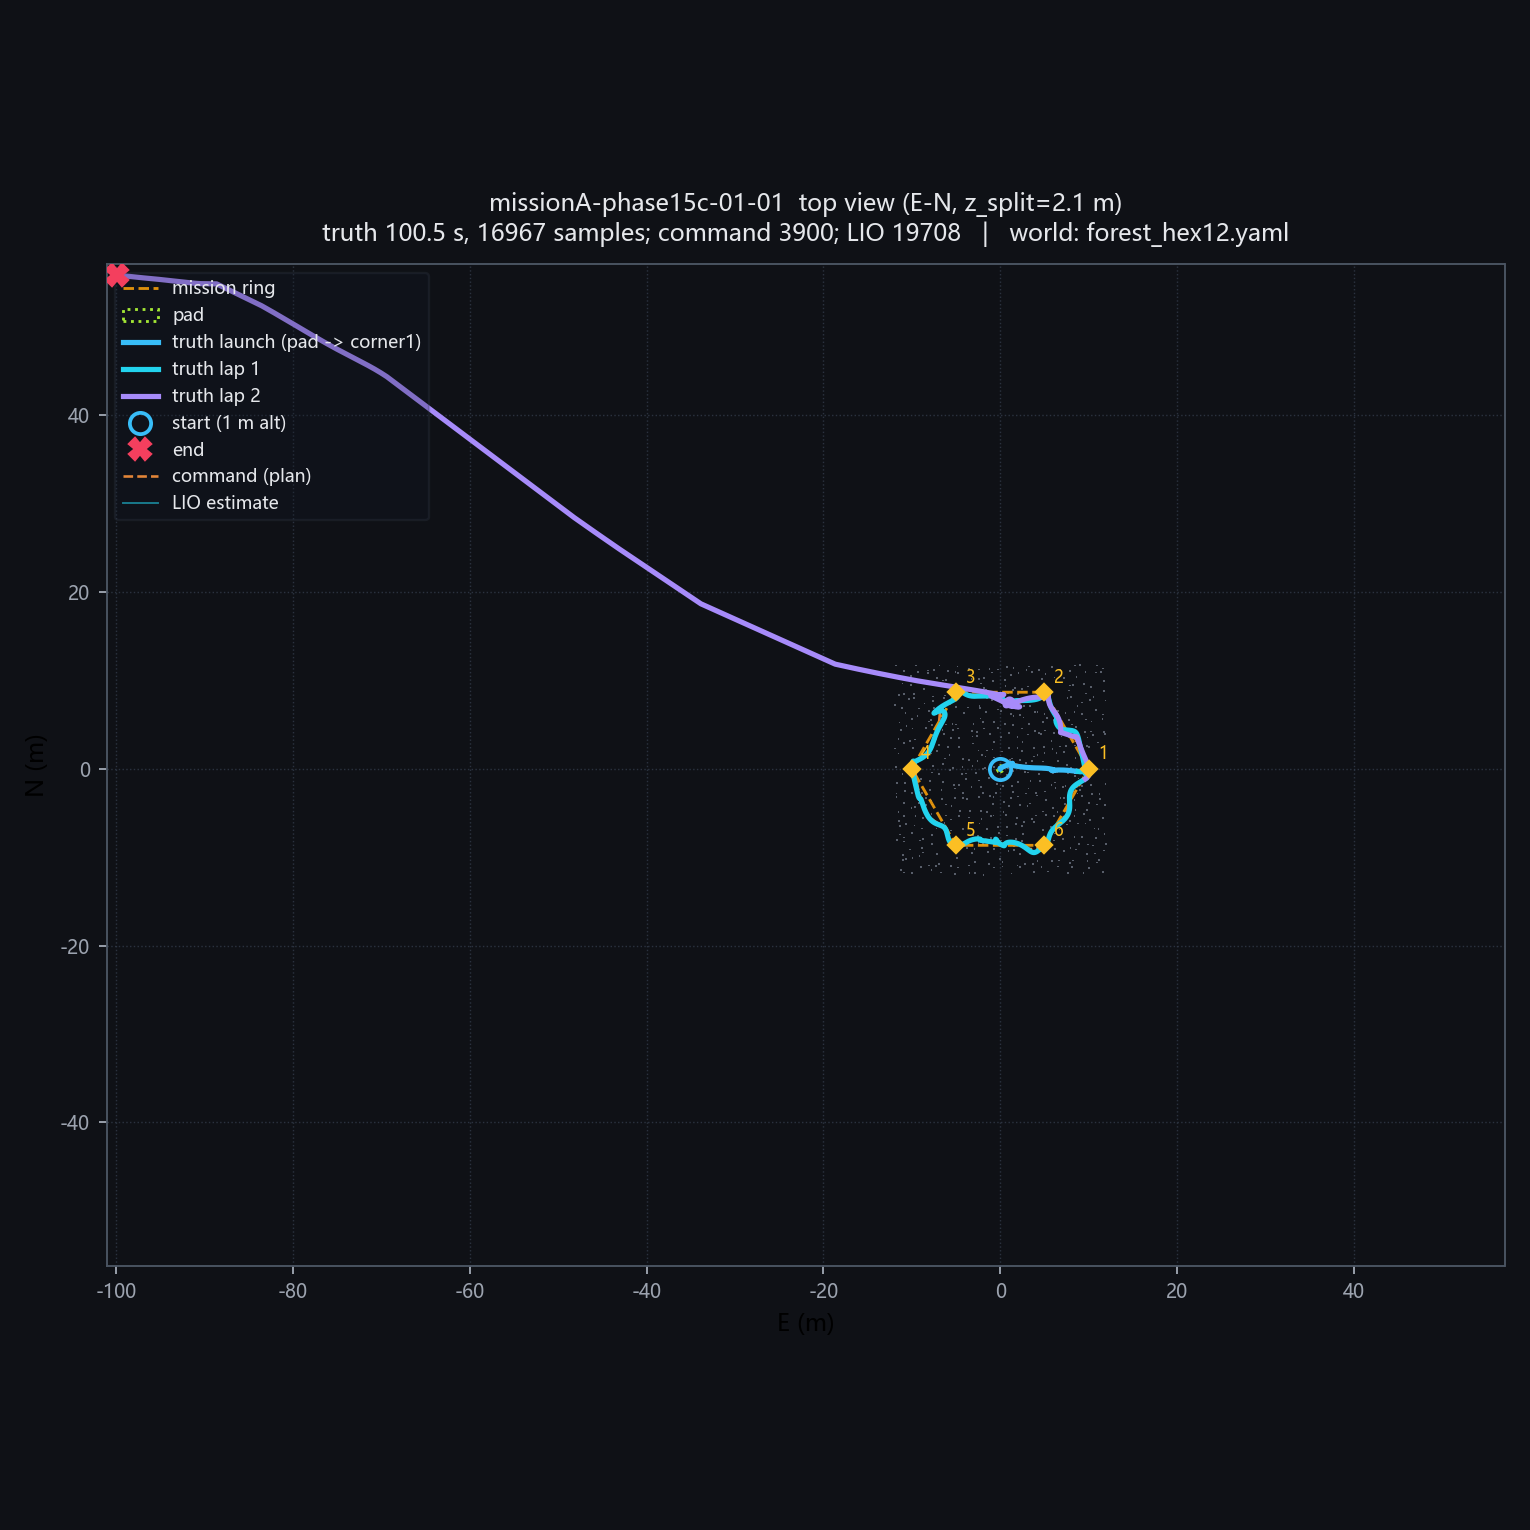 missionA-phase15c-01-01  top view (E-N, z_split=2.1 m)
truth 100.5 s, 16967 samples; command 3900; LIO 19708  |  world: forest_hex12.yaml
mission ring
pad
truth launch (pad -> corner1)
truth lap 1
truth lap 2
start (1 m alt)
end
command (plan)
LIO estimate
40
20
0
-20
-40
N (m)
3
2
1
4
5
6
-100
-80
-60
-40
-20
0
20
40
E (m)